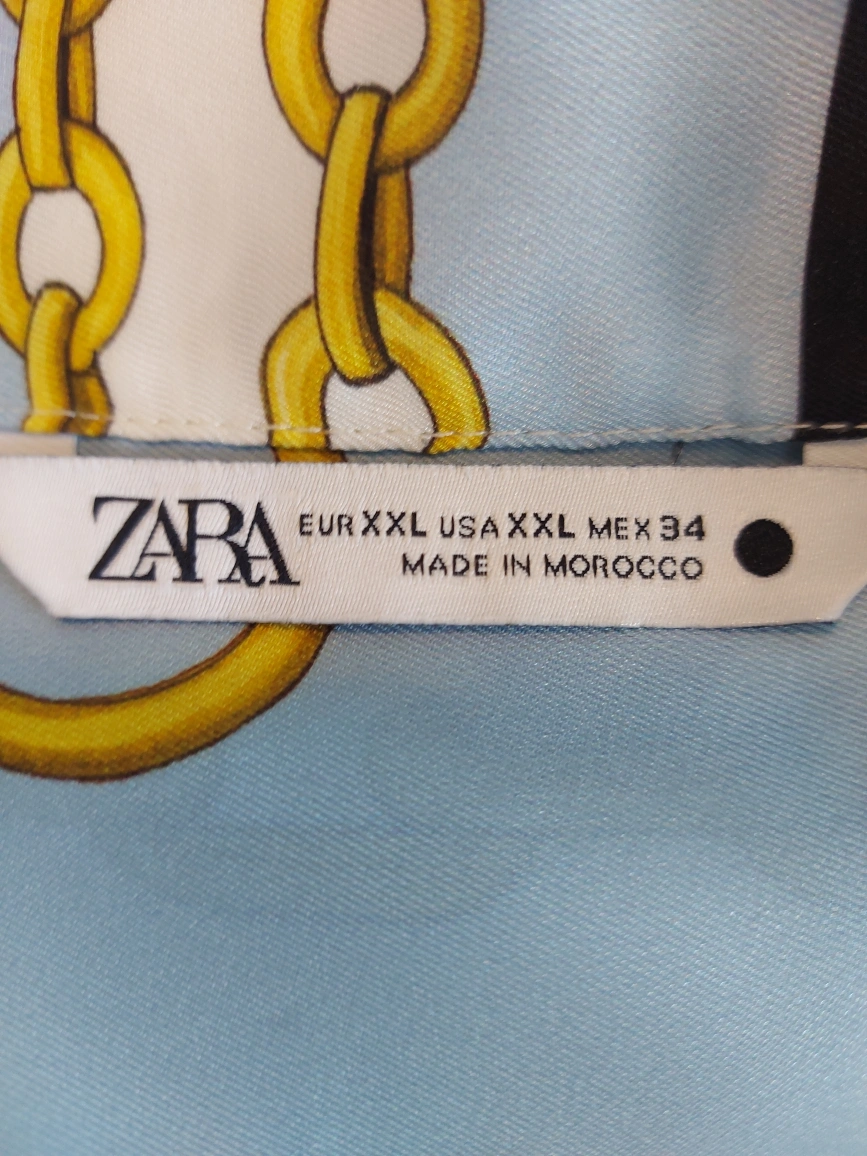 ZARA EUR XXL USA XXL MEX 34
MADE IN MOROCCO